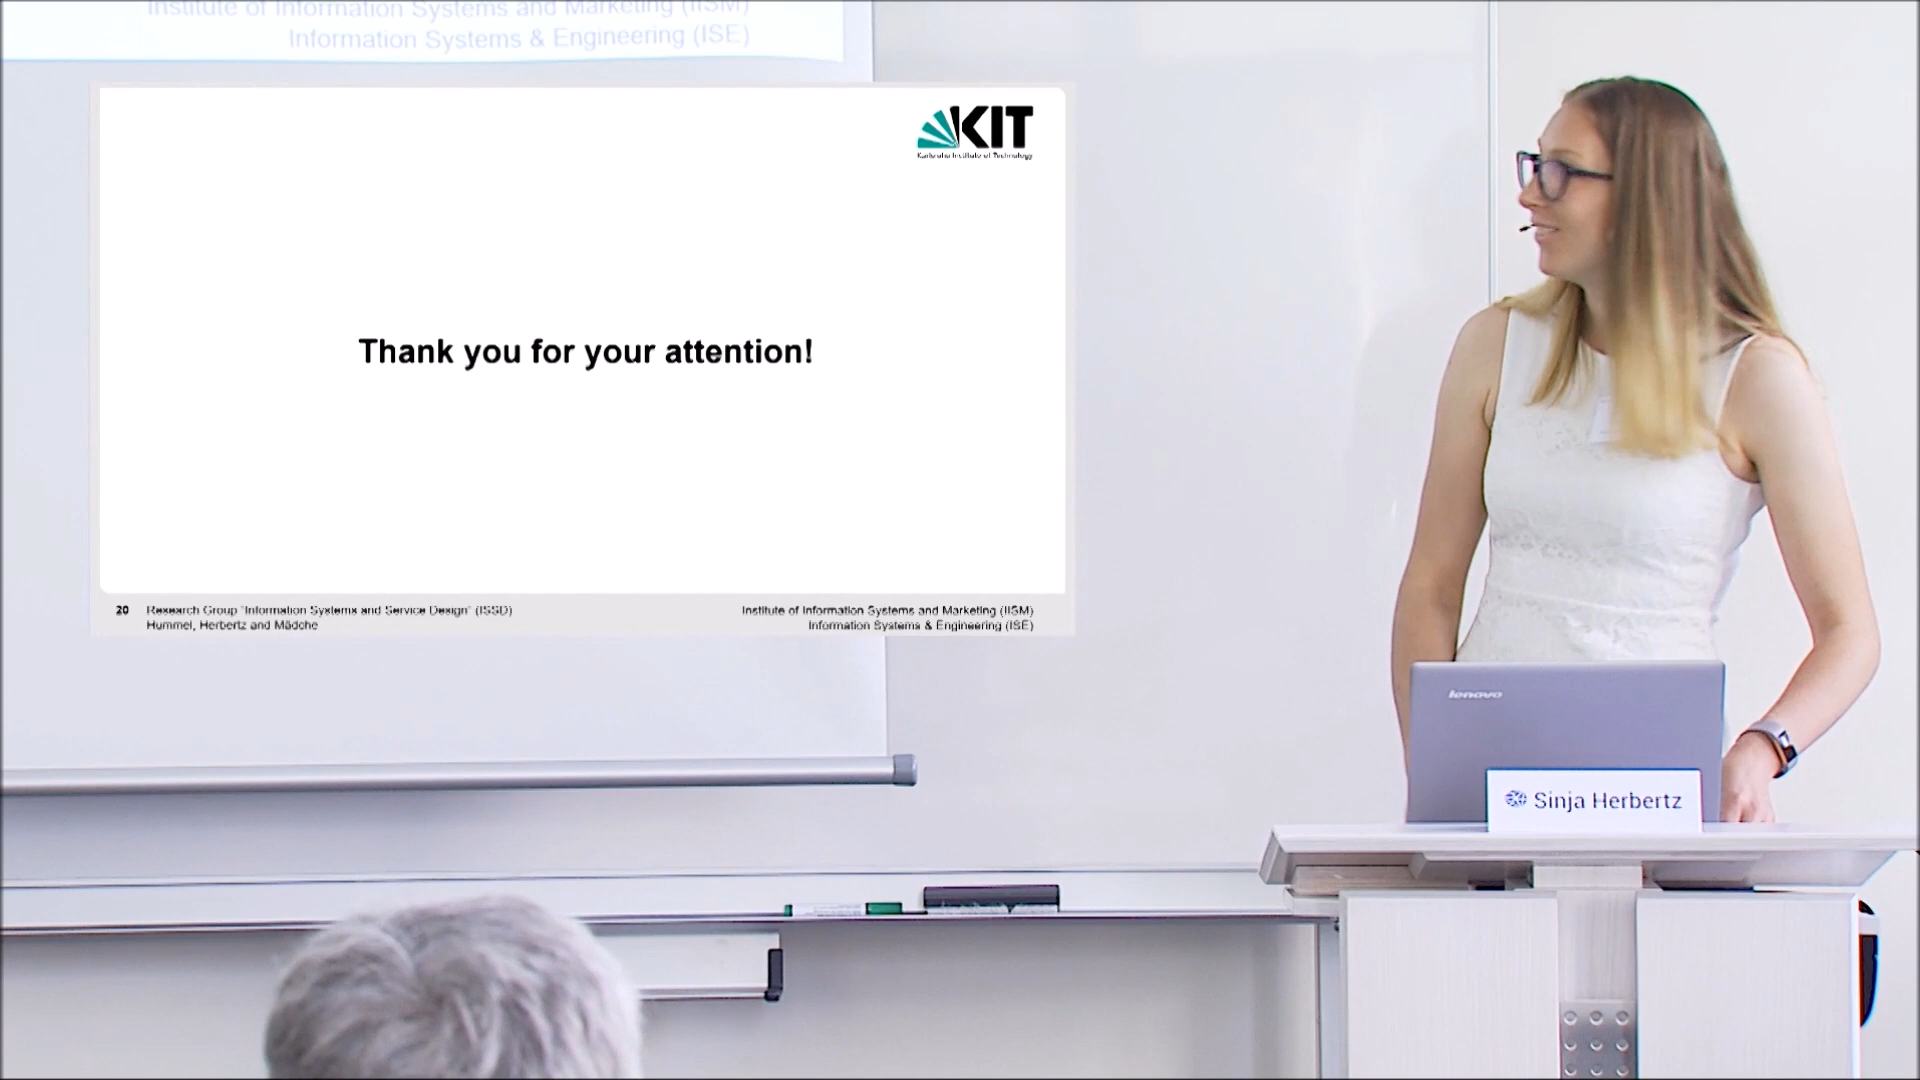 Institute of Information Systems and Marketing (IISM)
Information Systems & Engineering (ISE)
KIT
Karlsruhe Institute of Technology
Thank you for your attention!
20 Research Group "Information Systems and Service Design" (ISSD)
Hummel, Herbertz and Mädche
Institute of Information Systems and Marketing (IISM)
Information Systems & Engineering (ISE)
lenovo
Sinja Herbertz